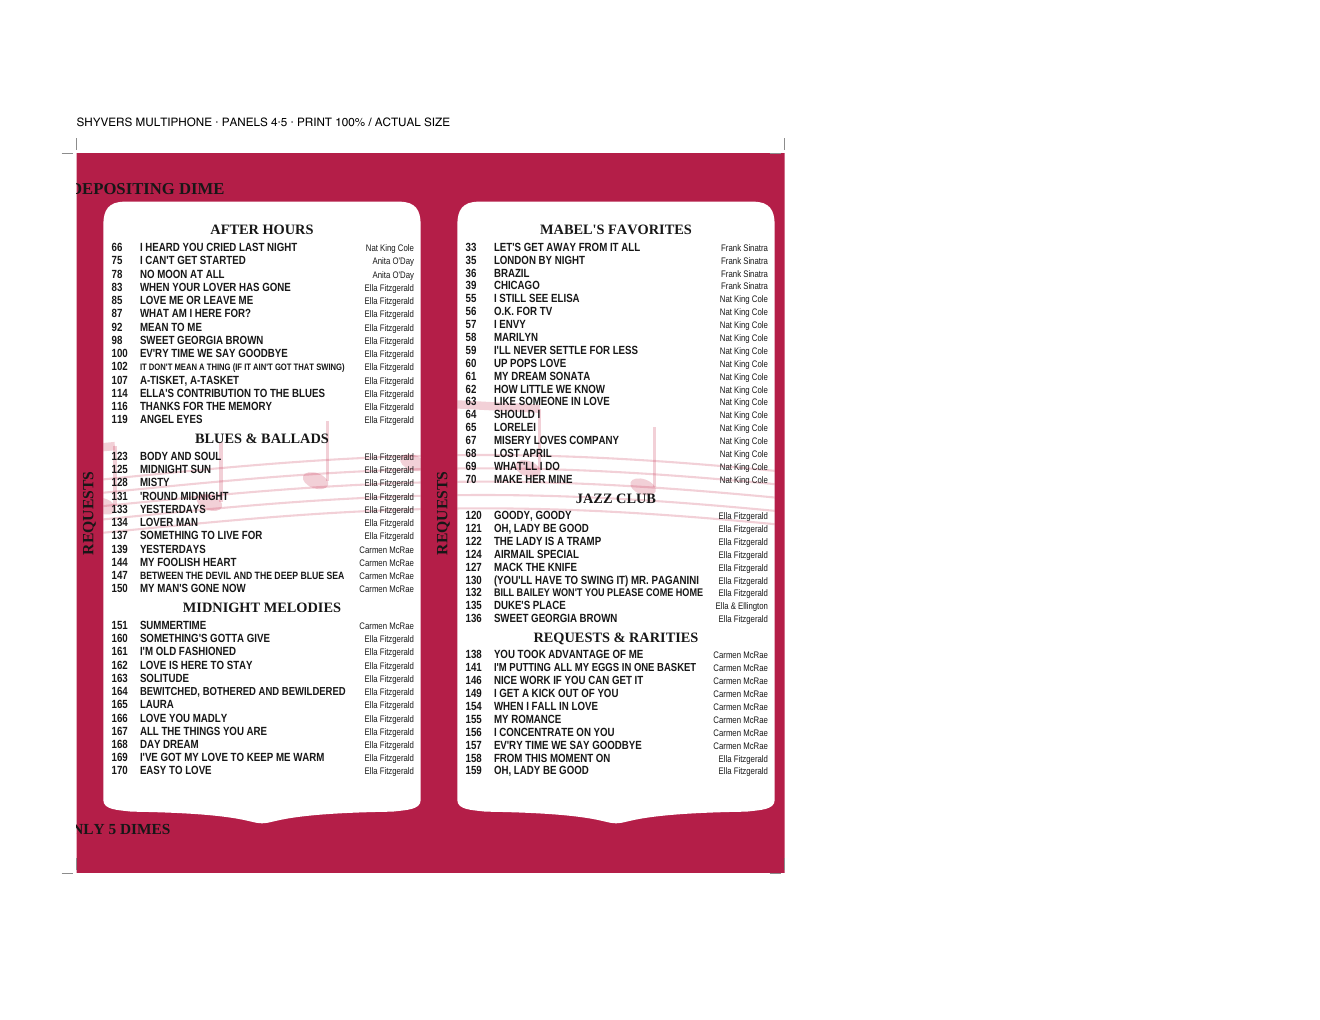 SHYVERS MULTIPHONE · PANELS 4-5 · PRINT 100% / ACTUAL SIZE
DEPOSITING DIME
REQUESTS
AFTER HOURS
66 I HEARD YOU CRIED LAST NIGHT Nat King Cole
75 I CAN'T GET STARTED Anita O'Day
78 NO MOON AT ALL Anita O'Day
83 WHEN YOUR LOVER HAS GONE Ella Fitzgerald
85 LOVE ME OR LEAVE ME Ella Fitzgerald
87 WHAT AM I HERE FOR? Ella Fitzgerald
92 MEAN TO ME Ella Fitzgerald
98 SWEET GEORGIA BROWN Ella Fitzgerald
100 EV'RY TIME WE SAY GOODBYE Ella Fitzgerald
102 IT DON'T MEAN A THING (IF IT AIN'T GOT THAT SWING) Ella Fitzgerald
107 A-TISKET, A-TASKET Ella Fitzgerald
114 ELLA'S CONTRIBUTION TO THE BLUES Ella Fitzgerald
116 THANKS FOR THE MEMORY Ella Fitzgerald
119 ANGEL EYES Ella Fitzgerald
BLUES & BALLADS
123 BODY AND SOUL Ella Fitzgerald
125 MIDNIGHT SUN Ella Fitzgerald
128 MISTY Ella Fitzgerald
131 'ROUND MIDNIGHT Ella Fitzgerald
133 YESTERDAYS Ella Fitzgerald
134 LOVER MAN Ella Fitzgerald
137 SOMETHING TO LIVE FOR Ella Fitzgerald
139 YESTERDAYS Carmen McRae
144 MY FOOLISH HEART Carmen McRae
147 BETWEEN THE DEVIL AND THE DEEP BLUE SEA Carmen McRae
150 MY MAN'S GONE NOW Carmen McRae
MIDNIGHT MELODIES
151 SUMMERTIME Carmen McRae
160 SOMETHING'S GOTTA GIVE Ella Fitzgerald
161 I'M OLD FASHIONED Ella Fitzgerald
162 LOVE IS HERE TO STAY Ella Fitzgerald
163 SOLITUDE Ella Fitzgerald
164 BEWITCHED, BOTHERED AND BEWILDERED Ella Fitzgerald
165 LAURA Ella Fitzgerald
166 LOVE YOU MADLY Ella Fitzgerald
167 ALL THE THINGS YOU ARE Ella Fitzgerald
168 DAY DREAM Ella Fitzgerald
169 I'VE GOT MY LOVE TO KEEP ME WARM Ella Fitzgerald
170 EASY TO LOVE Ella Fitzgerald
REQUESTS
MABEL'S FAVORITES
33 LET'S GET AWAY FROM IT ALL Frank Sinatra
35 LONDON BY NIGHT Frank Sinatra
36 BRAZIL Frank Sinatra
39 CHICAGO Frank Sinatra
55 I STILL SEE ELISA Nat King Cole
56 O.K. FOR TV Nat King Cole
57 I ENVY Nat King Cole
58 MARILYN Nat King Cole
59 I'LL NEVER SETTLE FOR LESS Nat King Cole
60 UP POPS LOVE Nat King Cole
61 MY DREAM SONATA Nat King Cole
62 HOW LITTLE WE KNOW Nat King Cole
63 LIKE SOMEONE IN LOVE Nat King Cole
64 SHOULD I Nat King Cole
65 LORELEI Nat King Cole
67 MISERY LOVES COMPANY Nat King Cole
68 LOST APRIL Nat King Cole
69 WHAT'LL I DO Nat King Cole
70 MAKE HER MINE Nat King Cole
JAZZ CLUB
120 GOODY, GOODY Ella Fitzgerald
121 OH, LADY BE GOOD Ella Fitzgerald
122 THE LADY IS A TRAMP Ella Fitzgerald
124 AIRMAIL SPECIAL Ella Fitzgerald
127 MACK THE KNIFE Ella Fitzgerald
130 (YOU'LL HAVE TO SWING IT) MR. PAGANINI Ella Fitzgerald
132 BILL BAILEY WON'T YOU PLEASE COME HOME Ella Fitzgerald
135 DUKE'S PLACE Ella & Ellington
136 SWEET GEORGIA BROWN Ella Fitzgerald
REQUESTS & RARITIES
138 YOU TOOK ADVANTAGE OF ME Carmen McRae
141 I'M PUTTING ALL MY EGGS IN ONE BASKET Carmen McRae
146 NICE WORK IF YOU CAN GET IT Carmen McRae
149 I GET A KICK OUT OF YOU Carmen McRae
154 WHEN I FALL IN LOVE Carmen McRae
155 MY ROMANCE Carmen McRae
156 I CONCENTRATE ON YOU Carmen McRae
157 EV'RY TIME WE SAY GOODBYE Carmen McRae
158 FROM THIS MOMENT ON Ella Fitzgerald
159 OH, LADY BE GOOD Ella Fitzgerald
NLY 5 DIMES